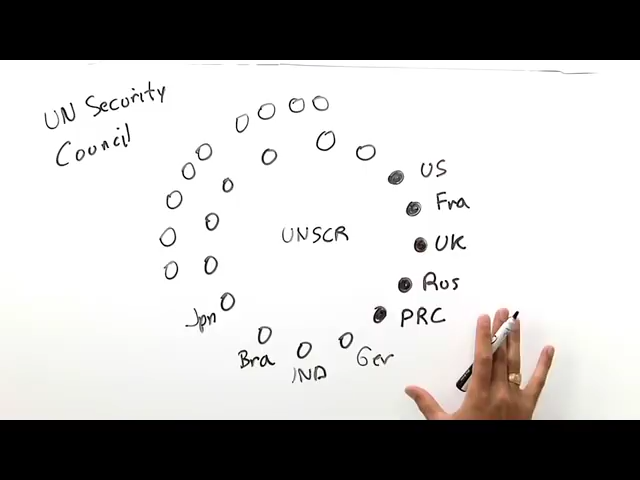 UN Security
Council
US
Fra
UNSCR
UK
Rus
Jpn
PRC
Bra
IND
Ger